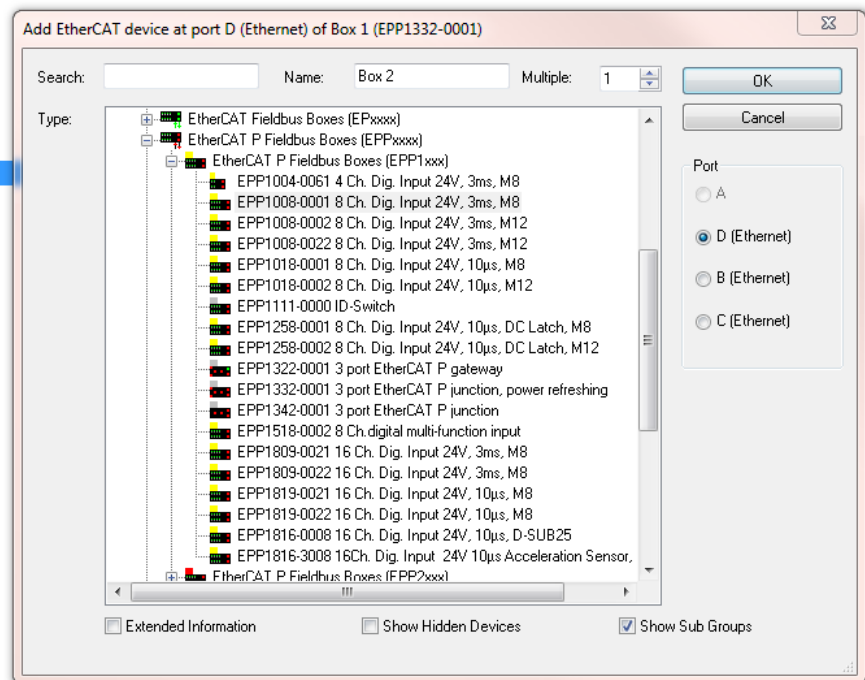 Add EtherCAT device at port D (Ethernet) of Box 1 (EPP1332-0001)
Search:
Name:
Box 2
Multiple:
1
OK
Type:
EtherCAT Fieldbus Boxes (EPxxxx)
Cancel
EtherCAT P Fieldbus Boxes (EPPxxxx)
EtherCAT P Fieldbus Boxes (EPP1xxx)
Port
EPP1004-0061 4 Ch. Dig. Input 24V, 3ms, M8
A
EPP1008-0001 8 Ch. Dig. Input 24V, 3ms, M8
EPP1008-0002 8 Ch. Dig. Input 24V, 3ms, M12
D (Ethernet)
EPP1008-0022 8 Ch. Dig. Input 24V, 3ms, M12
EPP1018-0001 8 Ch. Dig. Input 24V, 10µs, M8
B (Ethernet)
EPP1018-0002 8 Ch. Dig. Input 24V, 10µs, M12
EPP1111-0000 ID-Switch
C (Ethernet)
EPP1258-0001 8 Ch. Dig. Input 24V, 10µs, DC Latch, M8
EPP1258-0002 8 Ch. Dig. Input 24V, 10µs, DC Latch, M12
EPP1322-0001 3 port EtherCAT P gateway
EPP1332-0001 3 port EtherCAT P junction, power refreshing
EPP1342-0001 3 port EtherCAT P junction
EPP1518-0002 8 Ch.digital multi-function input
EPP1809-0021 16 Ch. Dig. Input 24V, 3ms, M8
EPP1809-0022 16 Ch. Dig. Input 24V, 3ms, M8
EPP1819-0021 16 Ch. Dig. Input 24V, 10µs, M8
EPP1819-0022 16 Ch. Dig. Input 24V, 10µs, M8
EPP1816-0008 16 Ch. Dig. Input 24V, 10µs, D-SUB25
EPP1816-3008 16Ch. Dig. Input 24V 10µs Acceleration Sensor,
EtherCAT P Fieldbus Boxes (EPP2xxx)
Extended Information
Show Hidden Devices
Show Sub Groups